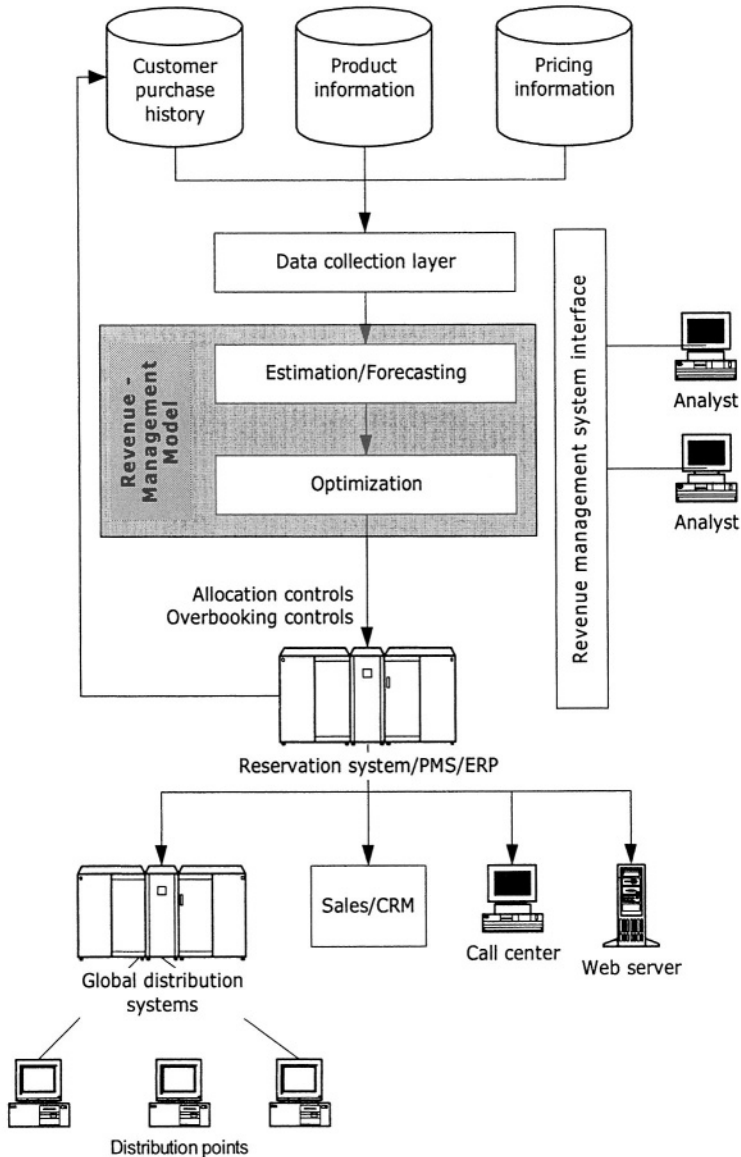 Customer
purchase
history
Product
information
Pricing
information
Data collection layer
Revenue -
Management
Model
Estimation/Forecasting
Optimization
Revenue management system interface
Analyst
Analyst
Allocation controls
Overbooking controls
Reservation system/PMS/ERP
Global distribution
systems
Sales/CRM
Call center
Web server
Distribution points